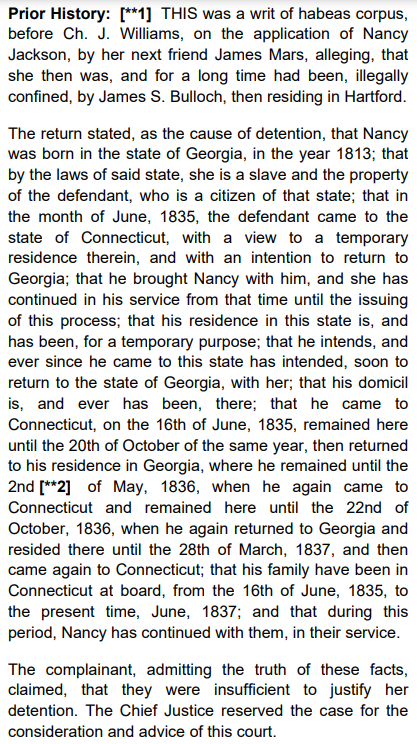 Prior History: [**1] THIS was a writ of habeas corpus,
before Ch. J. Williams, on the application of Nancy
Jackson, by her next friend James Mars, alleging, that
she then was, and for a long time had been, illegally
confined, by James S. Bulloch, then residing in Hartford.
The return stated, as the cause of detention, that Nancy
was born in the state of Georgia, in the year 1813; that
by the laws of said state, she is a slave and the property
of the defendant, who is a citizen of that state; that in
the month of June, 1835, the defendant came to the
state of Connecticut, with a view to a temporary
residence therein, and with an intention to return to
Georgia; that he brought Nancy with him, and she has
continued in his service from that time until the issuing
of this process; that his residence in this state is, and
has been, for a temporary purpose; that he intends, and
ever since he came to this state has intended, soon to
return to the state of Georgia, with her; that his domicil
is, and ever has been, there; that he came to
Connecticut, on the 16th of June, 1835, remained here
until the 20th of October of the same year, then returned
to his residence in Georgia, where he remained until the
2nd [**2] of May, 1836, when he again came to
Connecticut and remained here until the 22nd of
October, 1836, when he again returned to Georgia and
resided there until the 28th of March, 1837, and then
came again to Connecticut; that his family have been in
Connecticut at board, from the 16th of June, 1835, to
the present time, June, 1837; and that during this
period, Nancy has continued with them, in their service.
The complainant, admitting the truth of these facts,
claimed, that they were insufficient to justify her
detention. The Chief Justice reserved the case for the
consideration and advice of this court.